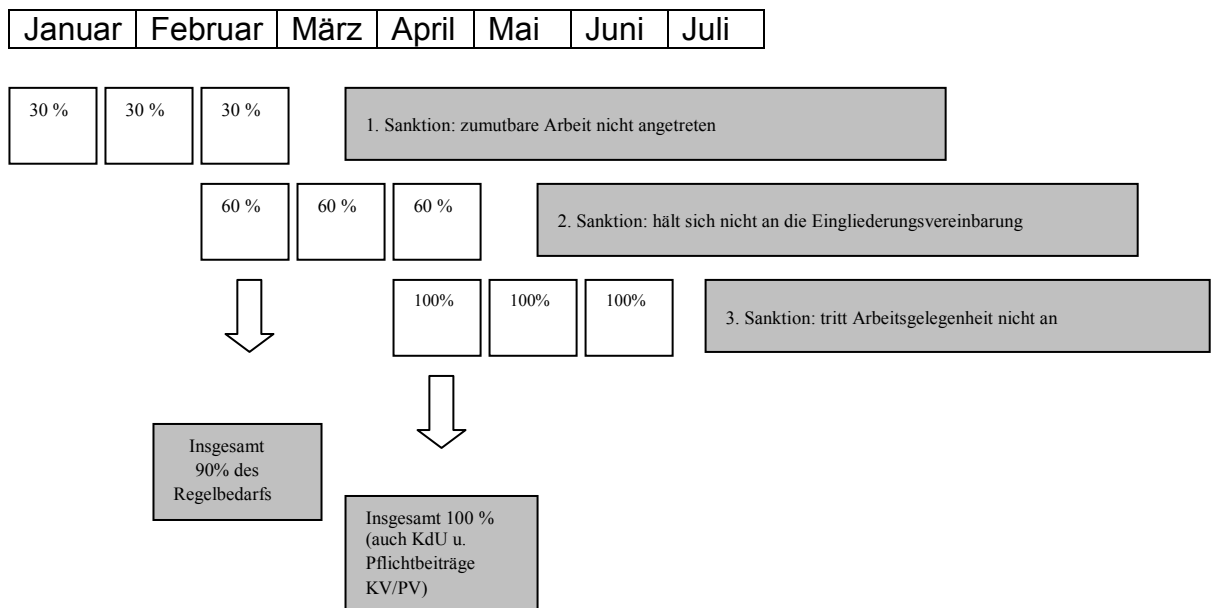 Januar Februar März April Mai Juni Juli
30 % 30 % 30 %
1. Sanktion: zumutbare Arbeit nicht angetreten
60 % 60 % 60 %
2. Sanktion: hält sich nicht an die Eingliederungsvereinbarung
100% 100% 100%
3. Sanktion: tritt Arbeitsgelegenheit nicht an
Insgesamt
90% des
Regelbedarfs
Insgesamt 100 %
(auch KdU u.
Pflichtbeiträge
KV/PV)